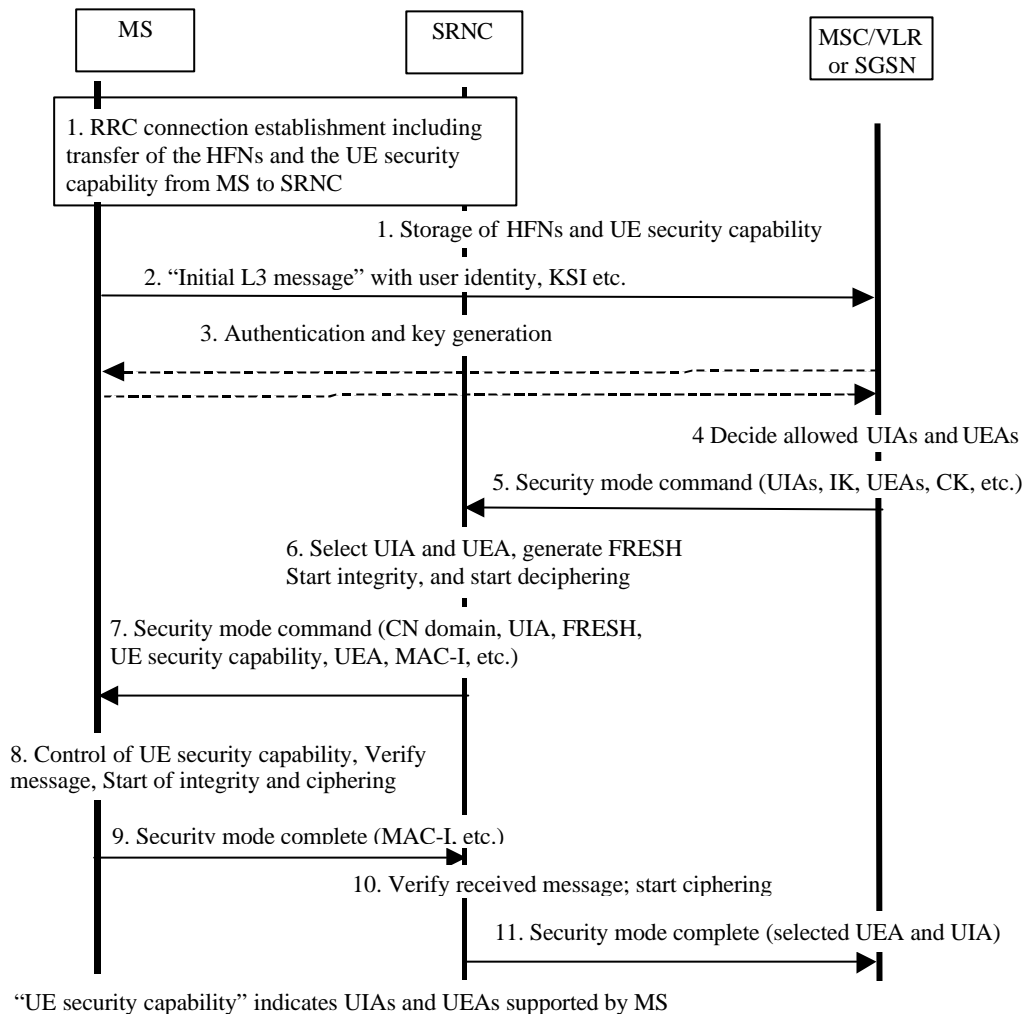 MS
SRNC
MSC/VLR
or SGSN
1. RRC connection establishment including
transfer of the HFNs and the UE security
capability from MS to SRNC
1. Storage of HFNs and UE security capability
2. “Initial L3 message” with user identity, KSI etc.
3. Authentication and key generation
4 Decide allowed UIAs and UEAs
5. Security mode command (UIAs, IK, UEAs, CK, etc.)
6. Select UIA and UEA, generate FRESH
Start integrity, and start deciphering
7. Security mode command (CN domain, UIA, FRESH,
UE security capability, UEA, MAC-I, etc.)
8. Control of UE security capability, Verify
message, Start of integrity and ciphering
9. Security mode complete (MAC-I, etc.)
10. Verify received message; start ciphering
11. Security mode complete (selected UEA and UIA)
“UE security capability” indicates UIAs and UEAs supported by MS